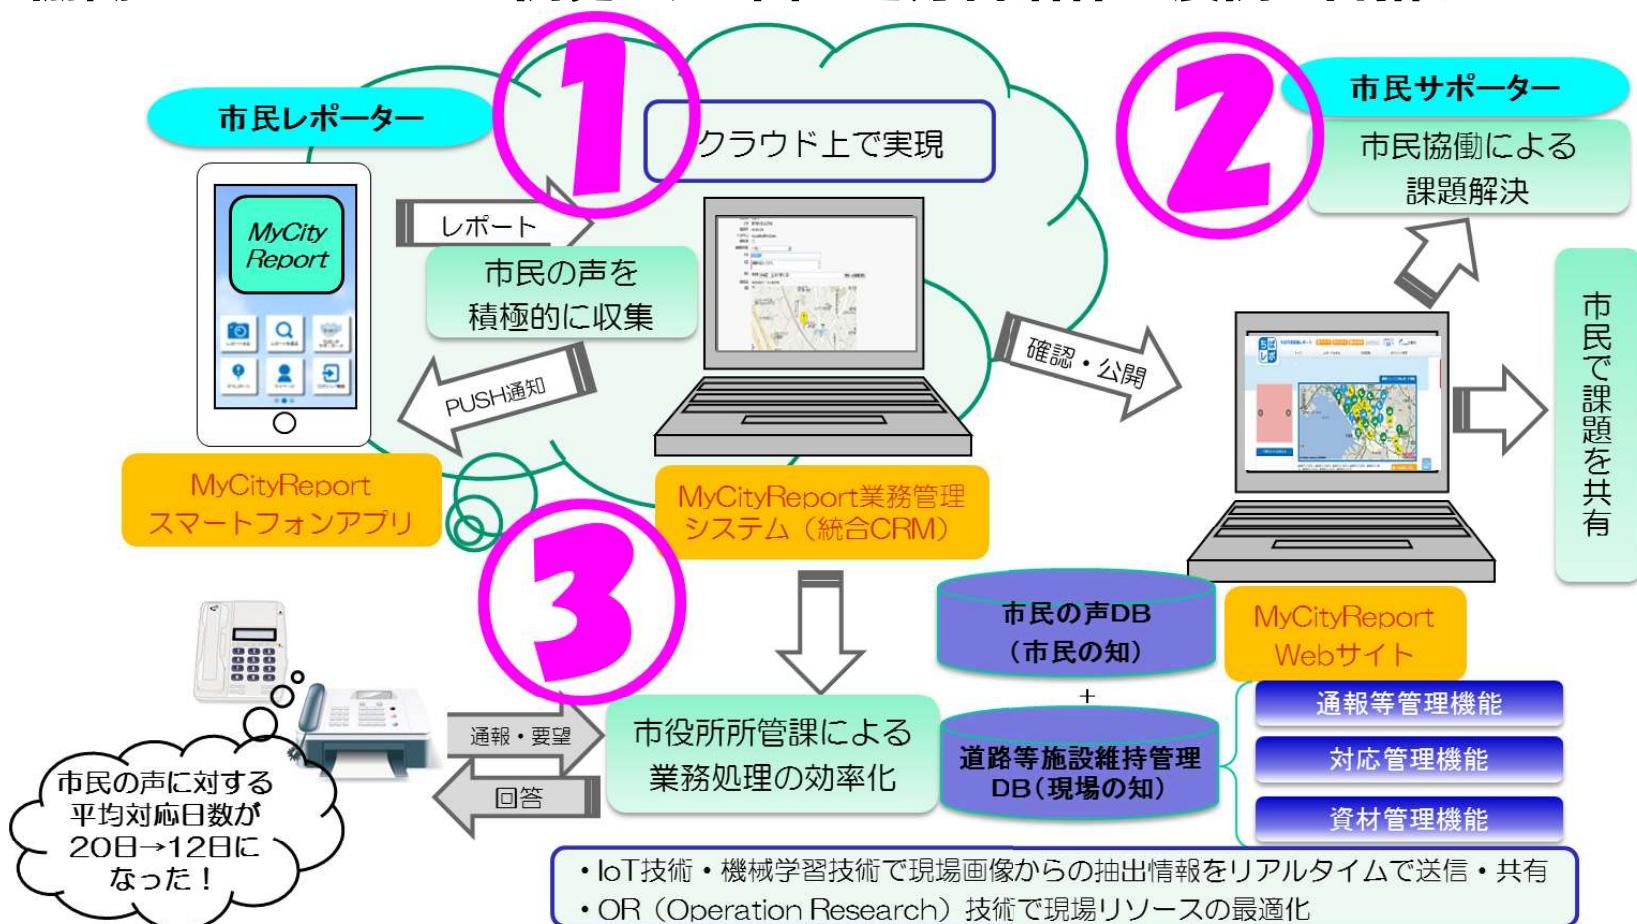 市民レポーター
1
クラウド上で実現
2
市民サポーター
市民協働による
課題解決
MyCity
Report
レポート
市民の声を
積極的に収集
PUSH通知
確認・公開
ちば
レポ
市民で課題を共有
MyCityReport
スマートフォンアプリ
MyCityReport業務管理
システム（統合CRM）
3
市民の声DB
（市民の知）
+
MyCityReport
Webサイト
通報・要望
回答
市役所所管課による
業務処理の効率化
道路等施設維持管理
DB（現場の知）
通報等管理機能
対応管理機能
資材管理機能
市民の声に対する
平均対応日数が
20日→12日に
なった！
・IoT技術・機械学習技術で現場画像からの抽出情報をリアルタイムで送信・共有
・OR（Operation Research）技術で現場リソースの最適化